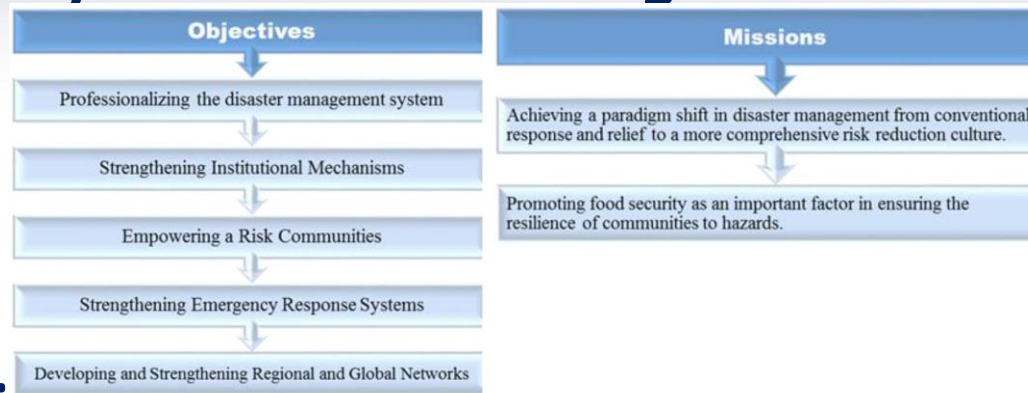 Objectives
Professionalizing the disaster management system
Strengthening Institutional Mechanisms
Empowering a Risk Communities
Strengthening Emergency Response Systems
Developing and Strengthening Regional and Global Networks
Missions
Achieving a paradigm shift in disaster management from conventional
response and relief to a more comprehensive risk reduction culture.
Promoting food security as an important factor in ensuring the
resilience of communities to hazards.